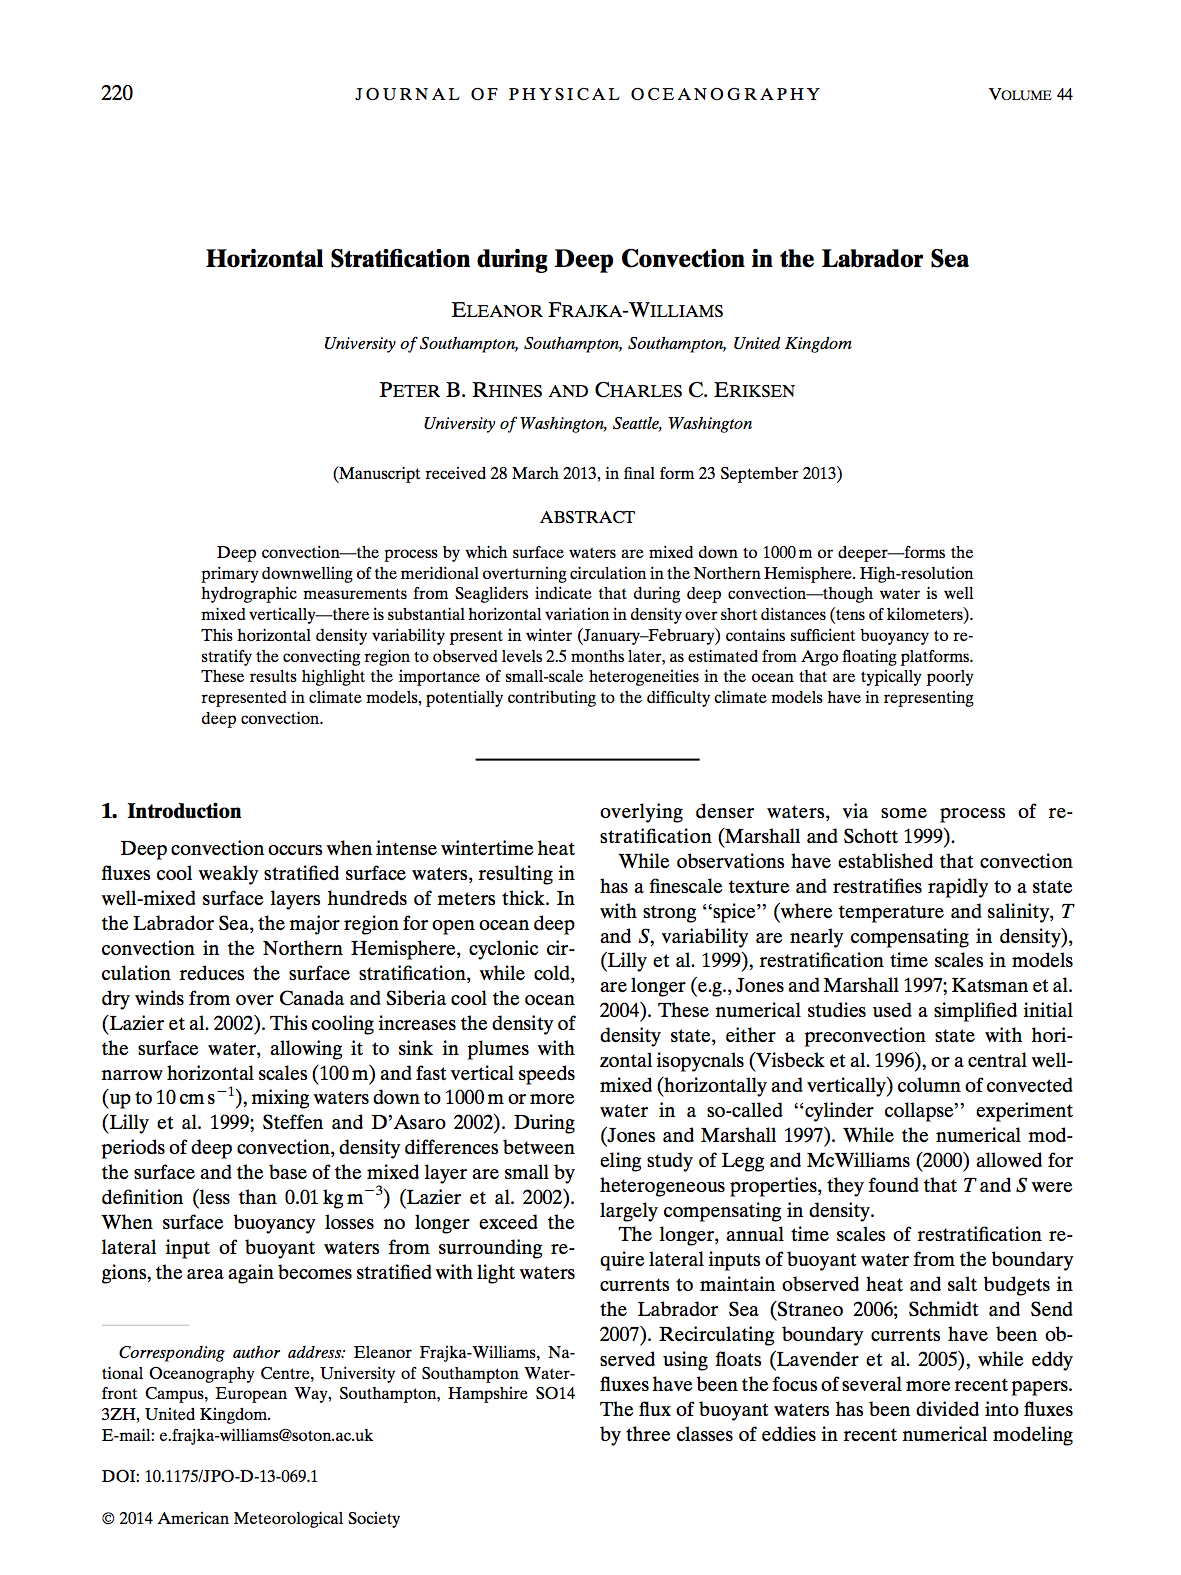 220
JOURNAL OF PHYSICAL OCEANOGRAPHY
VOLUME 44
Horizontal Stratification during Deep Convection in the Labrador Sea
ELEANOR FRAJKA-WILLIAMS
University of Southampton, Southampton, Southampton, United Kingdom
PETER B. RHINES AND CHARLES C. ERIKSEN
University of Washington, Seattle, Washington
(Manuscript received 28 March 2013, in final form 23 September 2013)
ABSTRACT
Deep convection—the process by which surface waters are mixed down to 1000 m or deeper—forms the
primary downwelling of the meridional overturning circulation in the Northern Hemisphere. High-resolution
hydrographic measurements from Seagliders indicate that during deep convection—though water is well
mixed vertically—there is substantial horizontal variation in density over short distances (tens of kilometers).
This horizontal density variability present in winter (January–February) contains sufficient buoyancy to re-
stratify the convecting region to observed levels 2.5 months later, as estimated from Argo floating platforms.
These results highlight the importance of small-scale heterogeneities in the ocean that are typically poorly
represented in climate models, potentially contributing to the difficulty climate models have in representing
deep convection.
1. Introduction
Deep convection occurs when intense wintertime heat
fluxes cool weakly stratified surface waters, resulting in
well-mixed surface layers hundreds of meters thick. In
the Labrador Sea, the major region for open ocean deep
convection in the Northern Hemisphere, cyclonic cir-
culation reduces the surface stratification, while cold,
dry winds from over Canada and Siberia cool the ocean
(Lazier et al. 2002). This cooling increases the density of
the surface water, allowing it to sink in plumes with
narrow horizontal scales (100 m) and fast vertical speeds
(up to 10 cm s⁻¹), mixing waters down to 1000 m or more
(Lilly et al. 1999; Steffen and D’Asaro 2002). During
periods of deep convection, density differences between
the surface and the base of the mixed layer are small by
definition (less than 0.01 kg m⁻³) (Lazier et al. 2002).
When surface buoyancy losses no longer exceed the
lateral input of buoyant waters from surrounding re-
gions, the area again becomes stratified with light waters
Corresponding author address: Eleanor Frajka-Williams, Na-
tional Oceanography Centre, University of Southampton Water-
front Campus, European Way, Southampton, Hampshire SO14
3ZH, United Kingdom.
E-mail: e.frajka-williams@soton.ac.uk
DOI: 10.1175/JPO-D-13-069.1
© 2014 American Meteorological Society
overlying denser waters, via some process of re-
stratification (Marshall and Schott 1999).
While observations have established that convection
has a finescale texture and restratifies rapidly to a state
with strong ‘‘spice’’ (where temperature and salinity, T
and S, variability are nearly compensating in density),
(Lilly et al. 1999), restratification time scales in models
are longer (e.g., Jones and Marshall 1997; Katsman et al.
2004). These numerical studies used a simplified initial
density state, either a preconvection state with hori-
zontal isopycnals (Visbeck et al. 1996), or a central well-
mixed (horizontally and vertically) column of convected
water in a so-called ‘‘cylinder collapse’’ experiment
(Jones and Marshall 1997). While the numerical mod-
eling study of Legg and McWilliams (2000) allowed for
heterogeneous properties, they found that T and S were
largely compensating in density.
The longer, annual time scales of restratification re-
quire lateral inputs of buoyant water from the boundary
currents to maintain observed heat and salt budgets in
the Labrador Sea (Straneo 2006; Schmidt and Send
2007). Recirculating boundary currents have been ob-
served using floats (Lavender et al. 2005), while eddy
fluxes have been the focus of several more recent papers.
The flux of buoyant waters has been divided into fluxes
by three classes of eddies in recent numerical modeling